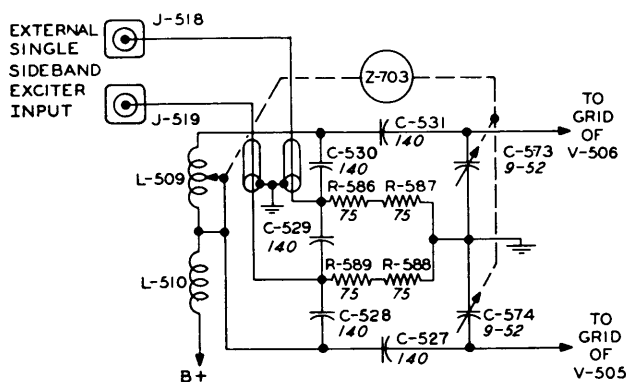 EXTERNAL
SINGLE
SIDEBAND
EXCITER
INPUT
J-518
J-519
Z-703
TO
GRID
OF
V-506
C-531
140
C-530
140
C-573
9-52
L-509
R-586
75
R-587
75
C-529
140
R-589
75
R-588
75
L-510
C-528
140
C-574
9-52
C-527
140
TO
GRID
OF
V-505
B+